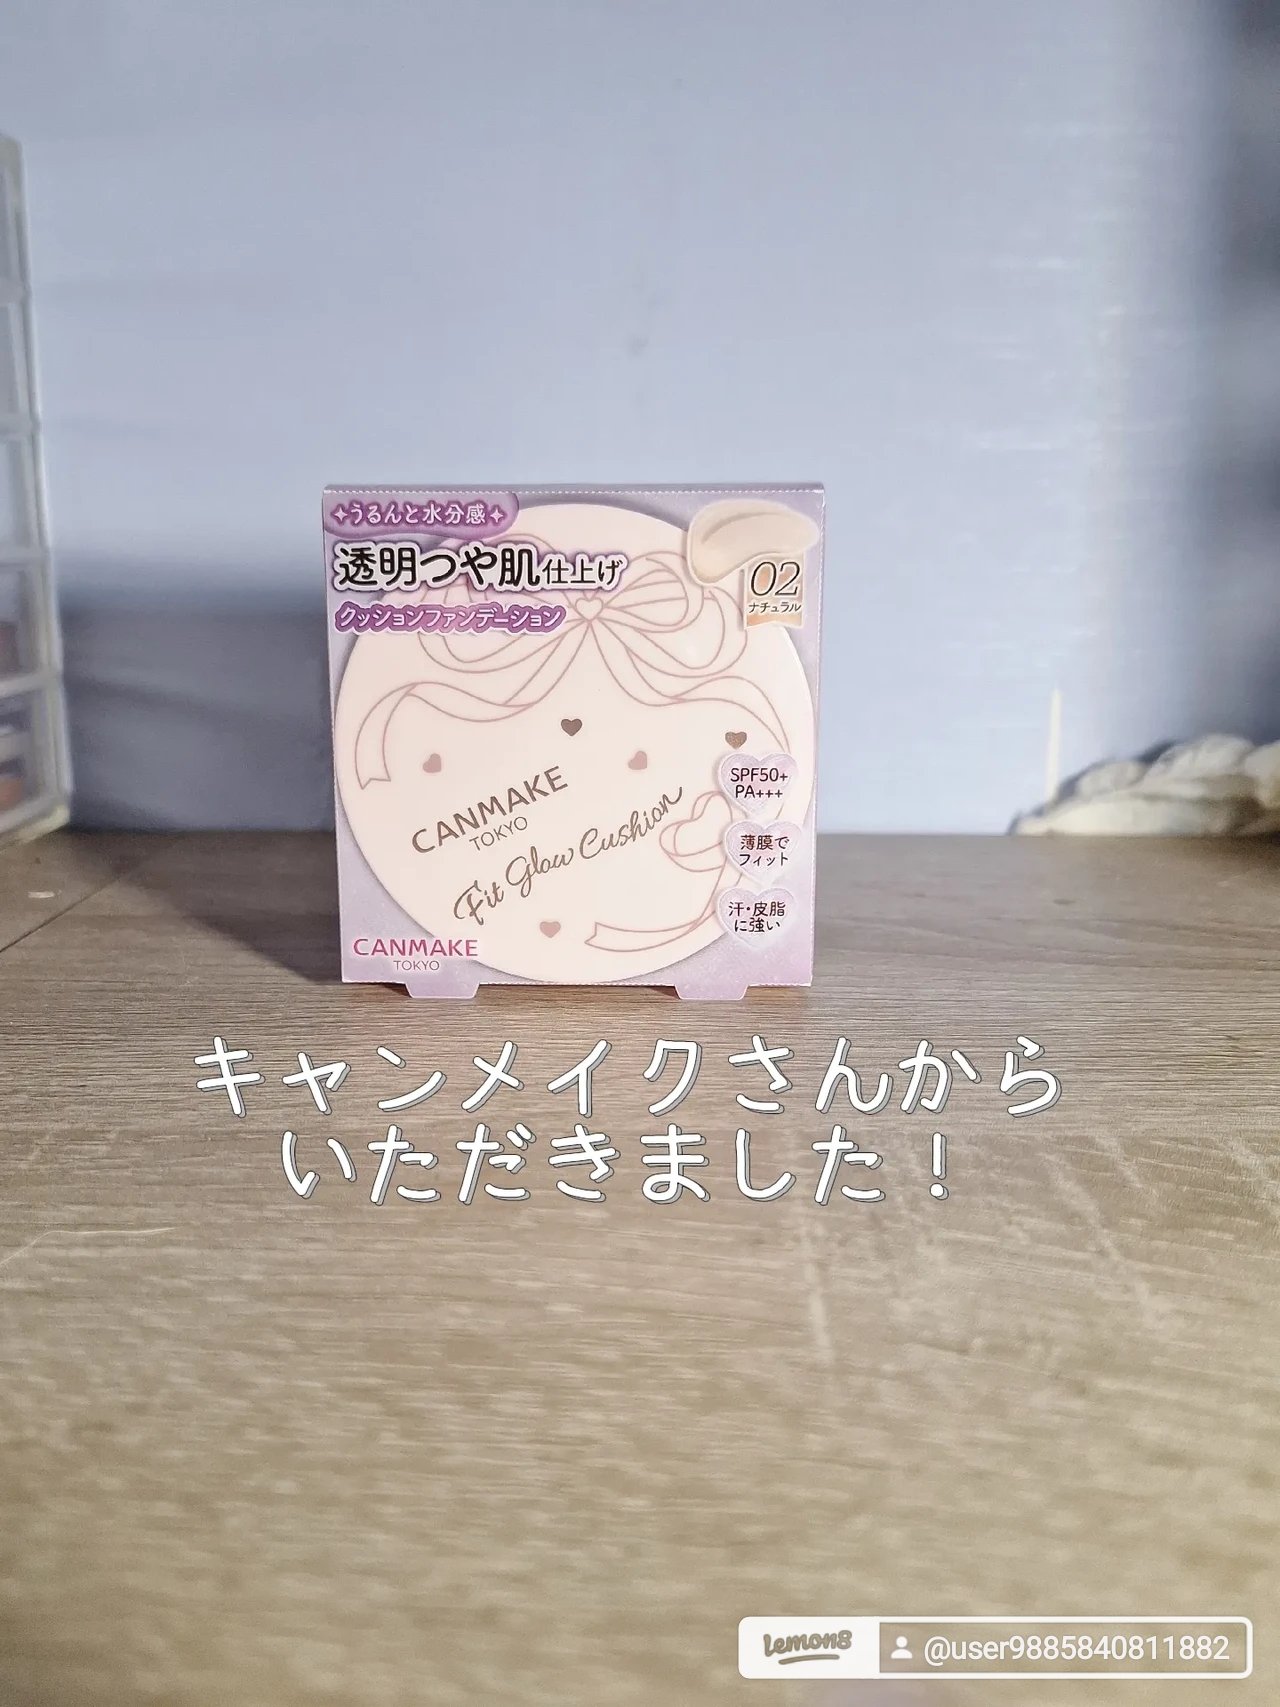 ✦うるんと水分感✦
透明つや肌仕上げ
クッションファンデーション
02
ナチュラル
CANMAKE
TOKYO
Fit Glow Cushion
SPF50+
PA+++
薄膜で
フィット
汗・皮脂
に強い
CANMAKE
TOKYO
キャンメイクさんから
いただきました！
lemon8 @user9885840811882